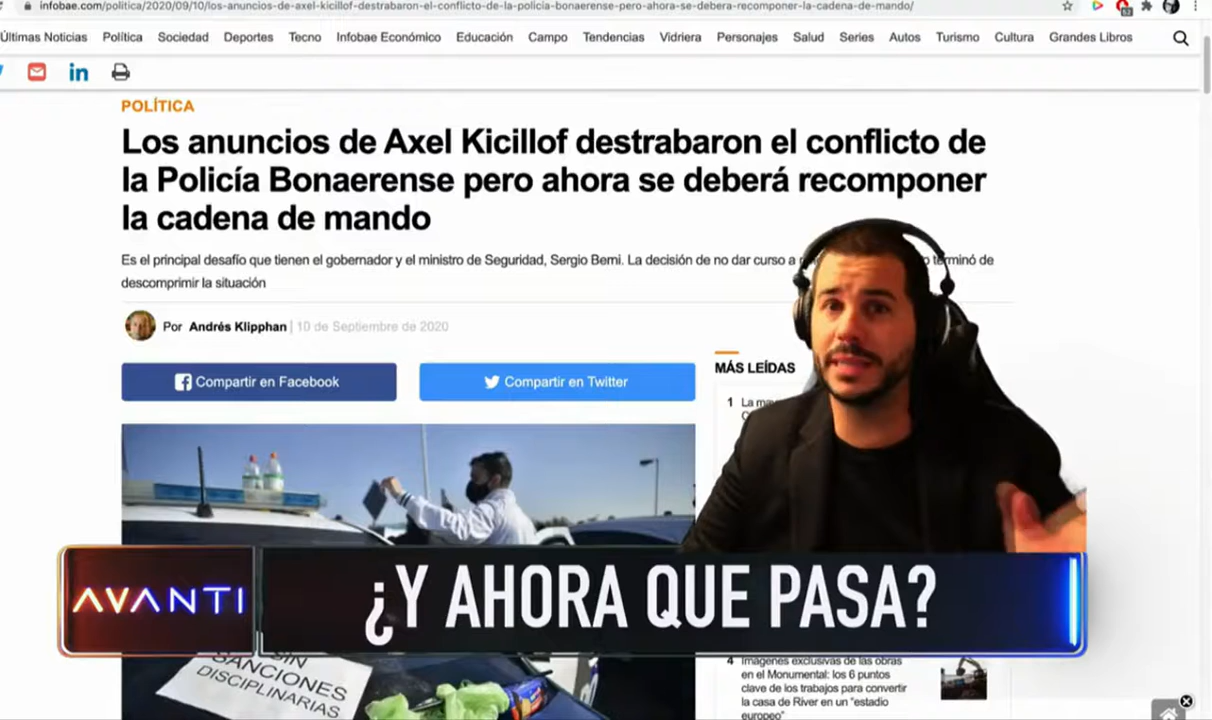 infobae.com/politica/2020/09/10/los-anuncios-de-axel-kicillof-destrabaron-el-conflicto-de-la-policia-bonaerense-pero-ahora-se-debera-recomponer-la-cadena-de-mando/
Últimas Noticias Política Sociedad Deportes Tecno Infobae Económico Educación Campo Tendencias Vidriera Personajes Salud Series Autos Turismo Cultura Grandes Libros
in
POLÍTICA
Los anuncios de Axel Kicillof destrabaron el conflicto de
la Policía Bonaerense pero ahora se deberá recomponer
la cadena de mando
Es el principal desafío que tienen el gobernador y el ministro de Seguridad, Sergio Berni. La decisión de no dar curso a
terminó de
descomprimir la situación
Por Andrés Klipphan | 10 de Septiembre de 2020
Compartir en Facebook
Compartir en Twitter
MÁS LEÍDAS
1 La
AVANTI
¿Y AHORA QUE PASA?
SIN
SANCIONES
DISCIPLINARIAS
4 Imágenes exclusivas de las obras
en el Monumental: los 6 puntos
clave de los trabajos para convertir
la casa de River en un "estadio
europeo"